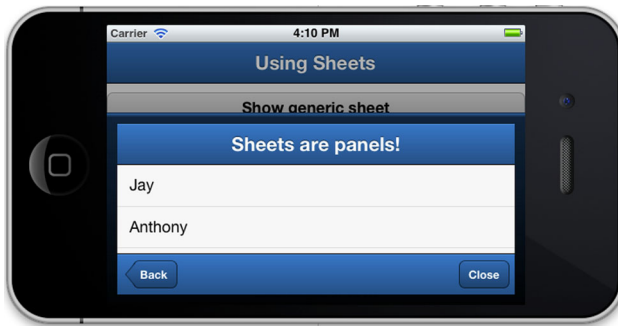 Carrier 4:10 PM
Using Sheets
Show generic sheet
Sheets are panels!
Jay
Anthony
Back Close